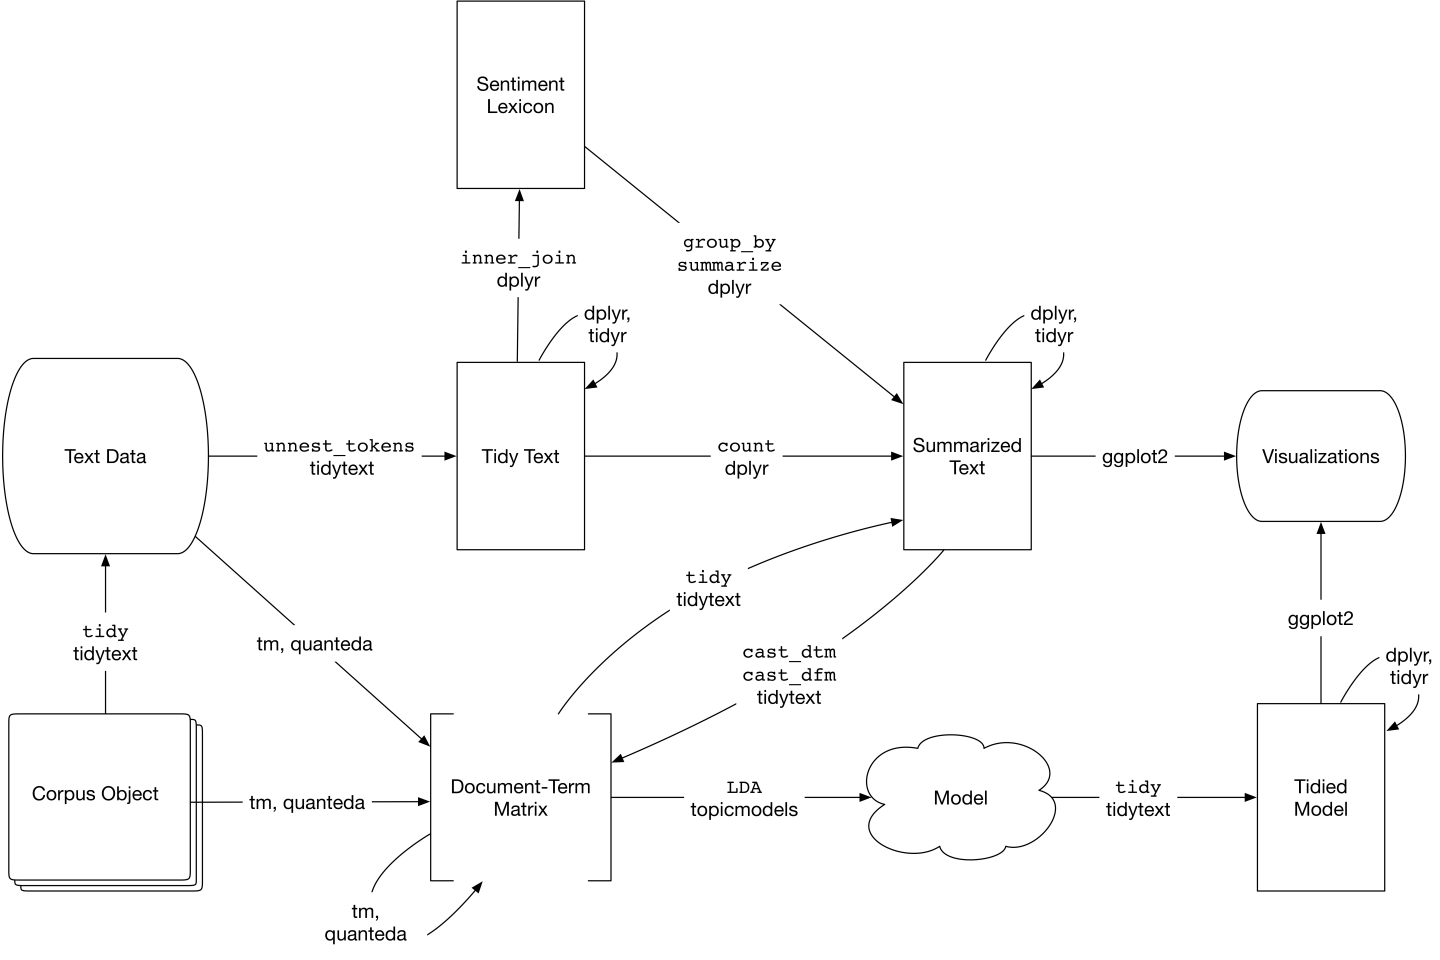 Sentiment
Lexicon
group_by
summarize
dplyr
inner_join
dplyr
dplyr,
tidyr
dplyr,
tidyr
Text Data
unnest_tokens
tidytext
Tidy Text
count
dplyr
Summarized
Text
ggplot2
Visualizations
tidy
tidytext
tidy
tidytext
tm, quanteda
cast_dtm
cast_dfm
tidytext
ggplot2
dplyr,
tidyr
Corpus Object
tm, quanteda
Document-Term
Matrix
LDA
topicmodels
Model
tidy
tidytext
Tidied
Model
tm,
quanteda